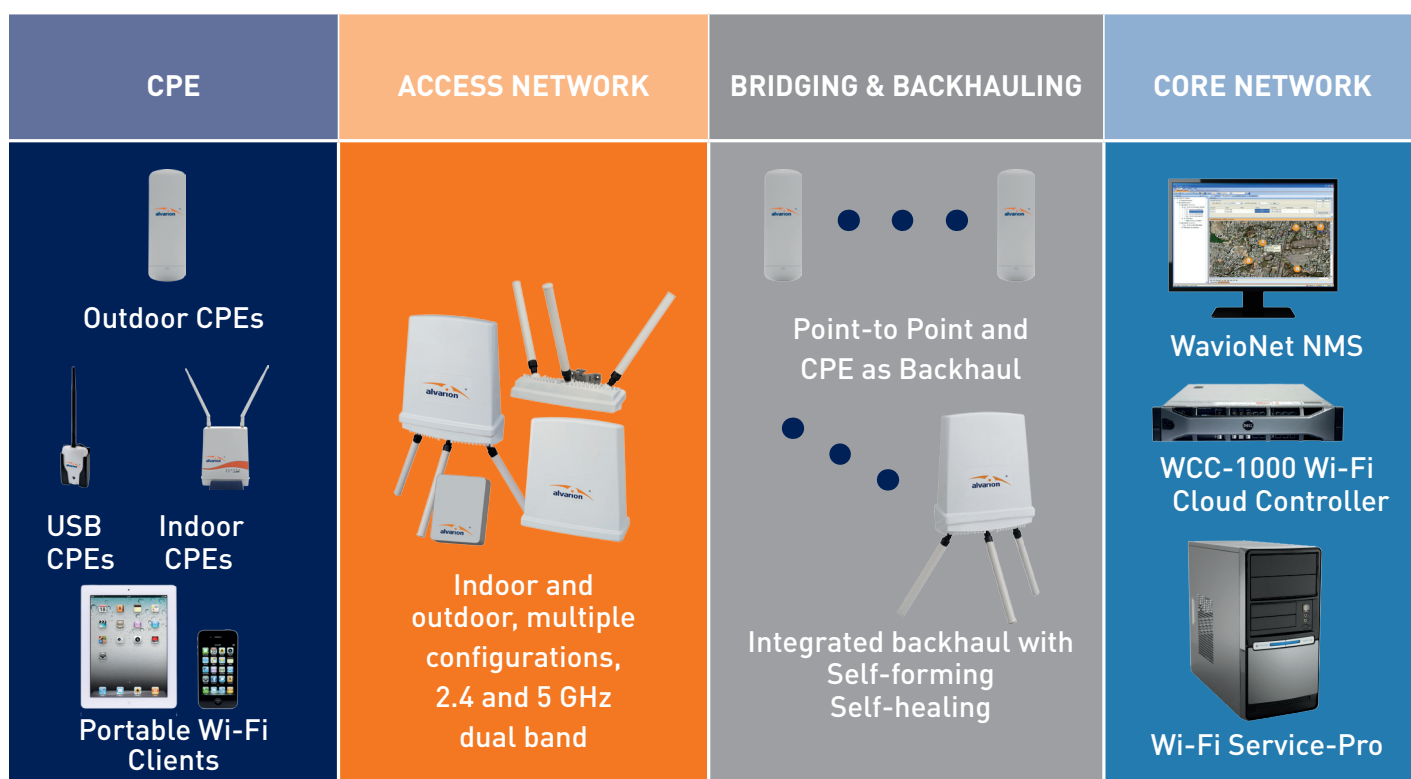 CPE
ACCESS NETWORK
BRIDGING & BACKHAULING
CORE NETWORK
alvarion
Outdoor CPEs
alvarion
USB
CPEs
alvarion
Indoor
CPEs
Portable Wi-Fi
Clients
alvarion
alvarion
alvarion
Indoor and
outdoor, multiple
configurations,
2.4 and 5 GHz
dual band
alvarion
alvarion
Point-to Point and
CPE as Backhaul
alvarion
Integrated backhaul with
Self-forming
Self-healing
WavioNet NMS
DELL
WCC-1000 Wi-Fi
Cloud Controller
Wi-Fi Service-Pro